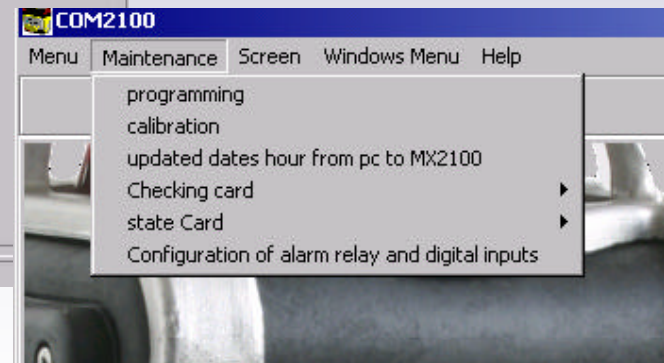 COM2100
Menu Maintenance Screen Windows Menu Help
programming
calibration
updated dates hour from pc to MX2100
Checking card
state Card
Configuration of alarm relay and digital inputs